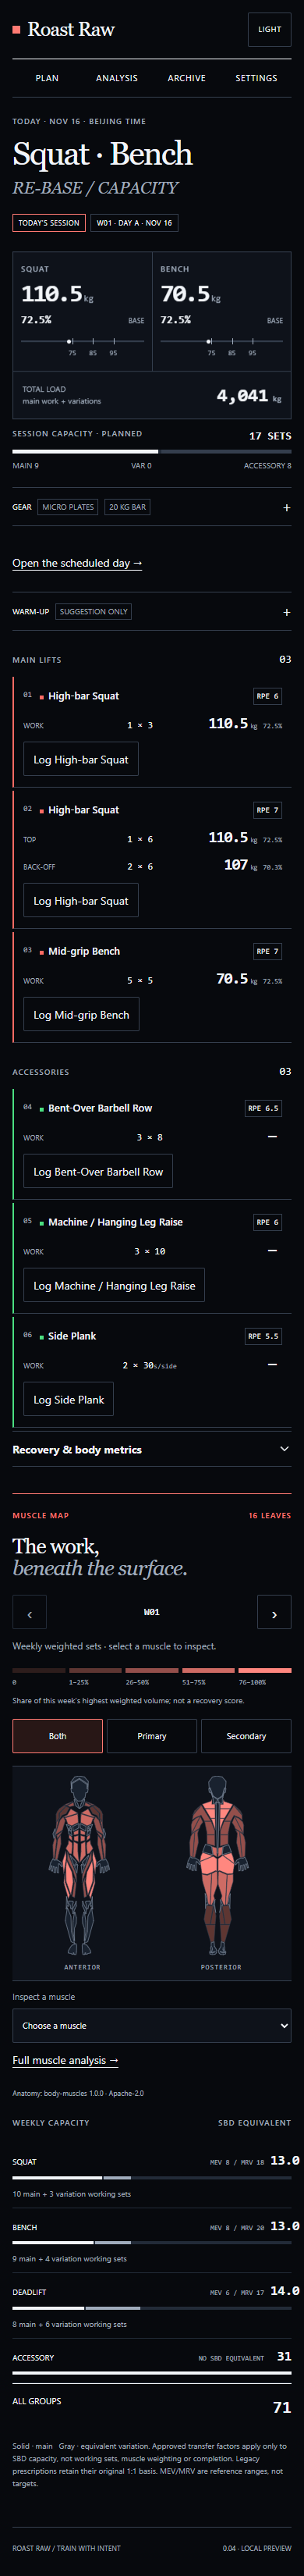 Roast Raw
LIGHT
PLAN ANALYSIS ARCHIVE SETTINGS
TODAY · NOV 16 · BEIJING TIME
Squat · Bench
RE-BASE / CAPACITY
TODAY'S SESSION W01 · DAY A · NOV 16
SQUAT
110.5 kg
72.5% BASE
75 85 95
BENCH
70.5 kg
72.5% BASE
75 85 95
TOTAL LOAD
main work + variations
4,041 kg
SESSION CAPACITY · PLANNED 17 SETS
MAIN 9 VAR 0 ACCESSORY 8
GEAR MICRO PLATES 20 KG BAR +
Open the scheduled day →
WARM-UP SUGGESTION ONLY +
MAIN LIFTS 03
01 High-bar Squat RPE 6
WORK 1 × 3 110.5 kg 72.5%
Log High-bar Squat
02 High-bar Squat RPE 7
TOP 1 × 6 110.5 kg 72.5%
BACK-OFF 2 × 6 107 kg 70.3%
Log High-bar Squat
03 Mid-grip Bench RPE 7
WORK 5 × 5 70.5 kg 72.5%
Log Mid-grip Bench
ACCESSORIES 03
04 Bent-Over Barbell Row RPE 6.5
WORK 3 × 8 —
Log Bent-Over Barbell Row
05 Machine / Hanging Leg Raise RPE 6
WORK 3 × 10 —
Log Machine / Hanging Leg Raise
06 Side Plank RPE 5.5
WORK 2 × 30s/side —
Log Side Plank
Recovery & body metrics
MUSCLE MAP 16 LEAVES
The work,
beneath the surface.
‹ W01 ›
Weekly weighted sets · select a muscle to inspect.
0 1–25% 26–50% 51–75% 76–100%
Share of this week's highest weighted volume; not a recovery score.
Both Primary Secondary
ANTERIOR POSTERIOR
Inspect a muscle
Choose a muscle
Full muscle analysis →
Anatomy: body-muscles 1.0.0 · Apache-2.0
WEEKLY CAPACITY SBD EQUIVALENT
SQUAT MEV 8 / MRV 18 13.0
10 main + 3 variation working sets
BENCH MEV 8 / MRV 20 13.0
9 main + 4 variation working sets
DEADLIFT MEV 6 / MRV 17 14.0
8 main + 6 variation working sets
ACCESSORY NO SBD EQUIVALENT 31
ALL GROUPS 71
Solid · main Gray · equivalent variation. Approved transfer factors apply only to
SBD capacity, not working sets, muscle weighting or completion. Legacy
prescriptions retain their original 1:1 basis. MEV/MRV are reference ranges, not
targets.
ROAST RAW / TRAIN WITH INTENT 0.04 · LOCAL PREVIEW